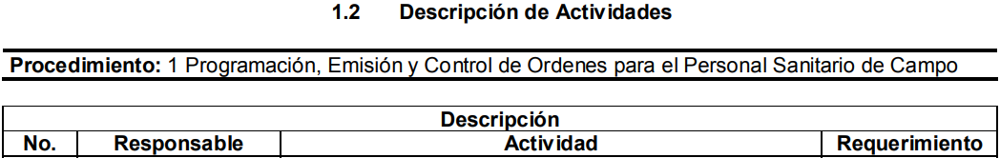 1.2 Descripción de Actividades
Procedimiento: 1 Programación, Emisión y Control de Ordenes para el Personal Sanitario de Campo
Descripción
No. Responsable Actividad Requerimiento